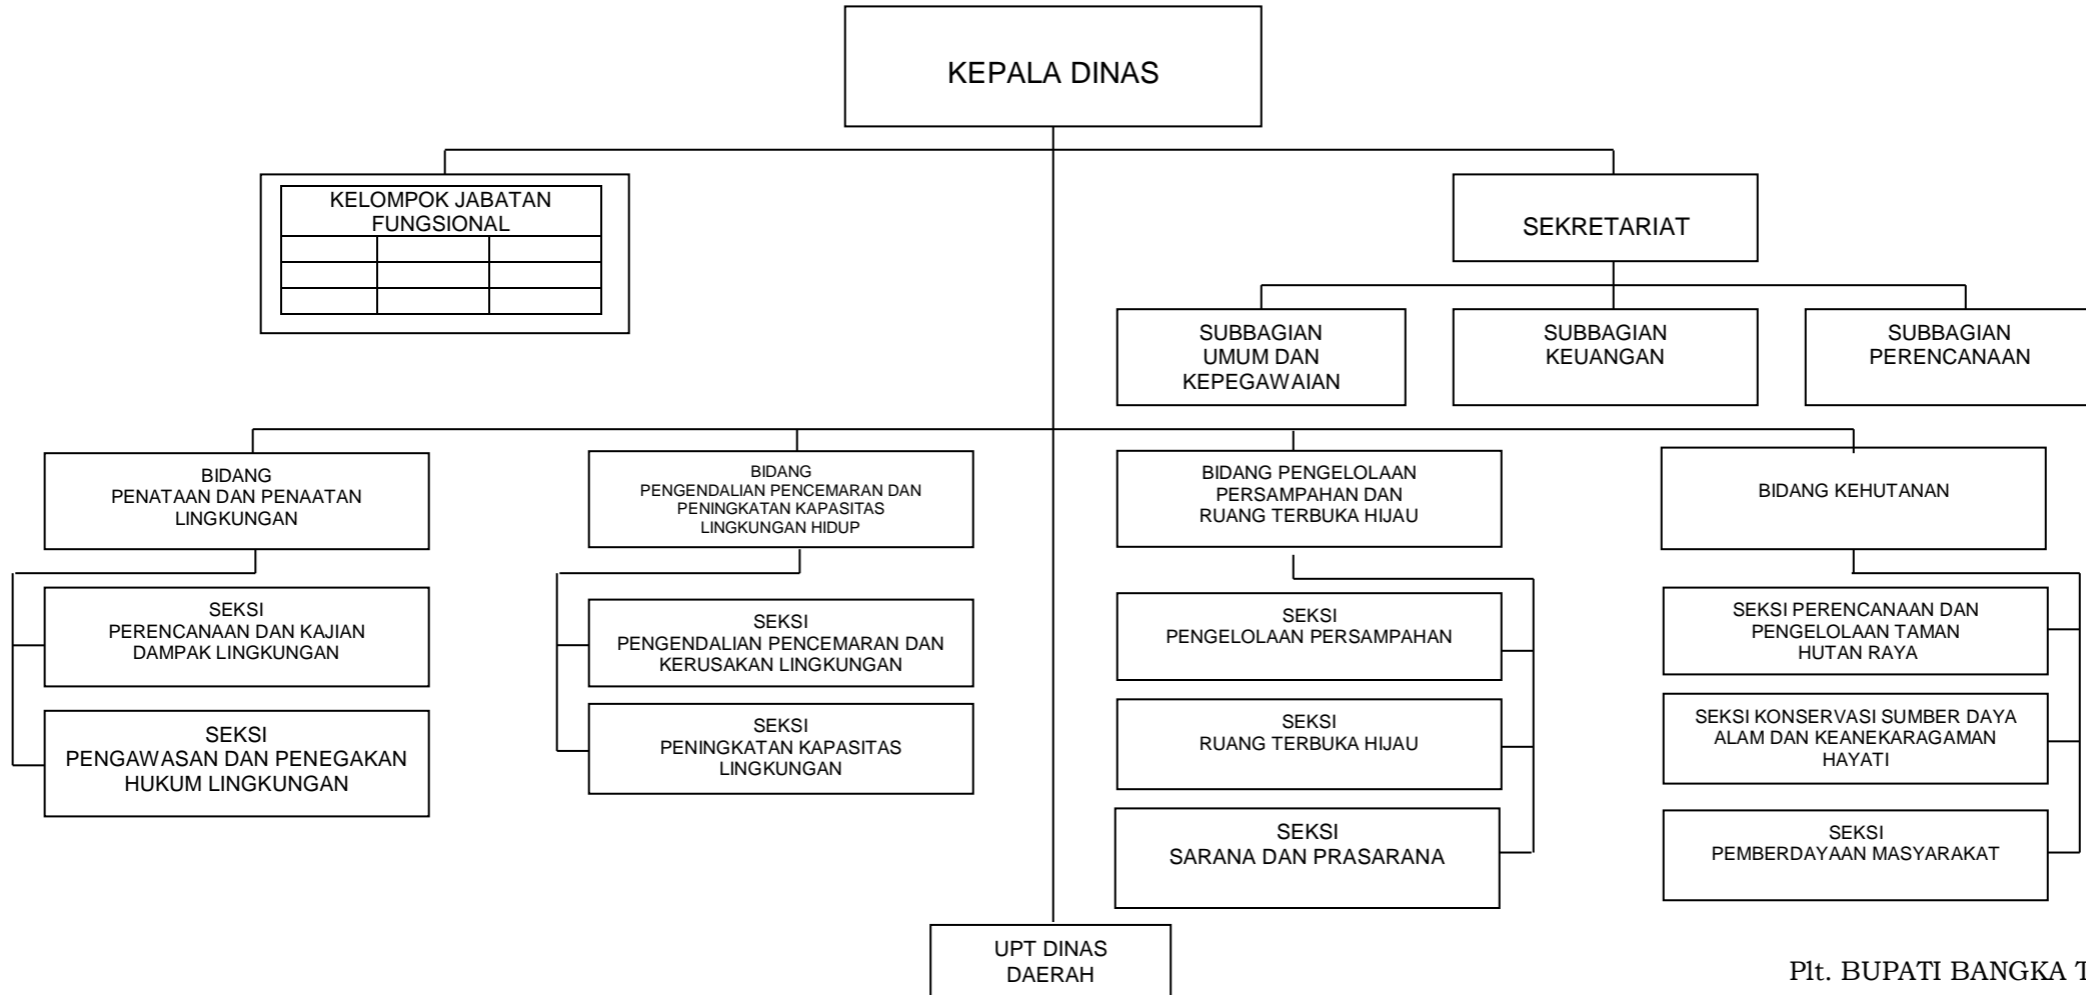 KEPALA DINAS
KELOMPOK JABATAN
FUNGSIONAL
SEKRETARIAT
SUBBAGIAN
UMUM DAN
KEPEGAWAIAN
SUBBAGIAN
KEUANGAN
SUBBAGIAN
PERENCANAAN
BIDANG
PENATAAN DAN PENAATAN
LINGKUNGAN
BIDANG
PENGENDALIAN PENCEMARAN DAN
PENINGKATAN KAPASITAS
LINGKUNGAN HIDUP
BIDANG PENGELOLAAN
PERSAMPAHAN DAN
RUANG TERBUKA HIJAU
BIDANG KEHUTANAN
SEKSI
PERENCANAAN DAN KAJIAN
DAMPAK LINGKUNGAN
SEKSI
PENGAWASAN DAN PENEGAKAN
HUKUM LINGKUNGAN
SEKSI
PENGENDALIAN PENCEMARAN DAN
KERUSAKAN LINGKUNGAN
SEKSI
PENINGKATAN KAPASITAS
LINGKUNGAN
SEKSI
PENGELOLAAN PERSAMPAHAN
SEKSI
RUANG TERBUKA HIJAU
SEKSI
SARANA DAN PRASARANA
SEKSI PERENCANAAN DAN
PENGELOLAAN TAMAN
HUTAN RAYA
SEKSI KONSERVASI SUMBER DAYA
ALAM DAN KEANEKARAGAMAN
HAYATI
SEKSI
PEMBERDAYAAN MASYARAKAT
UPT DINAS
DAERAH
Plt. BUPATI BANGKA T